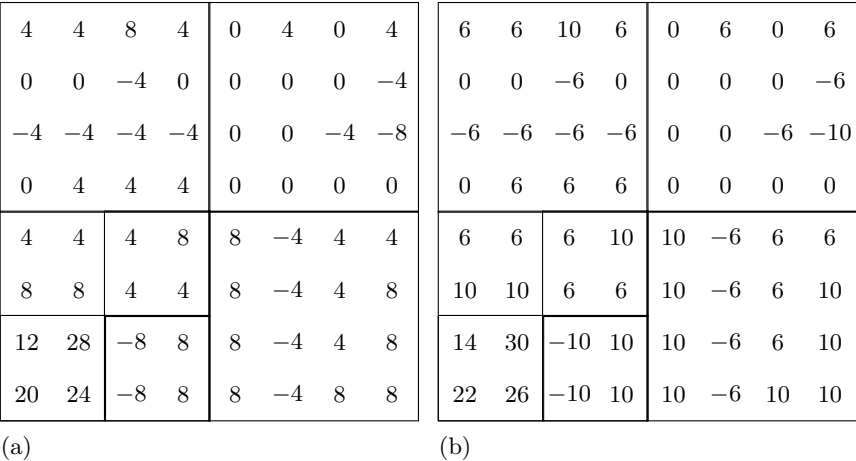 4 4 8 4 0 4 0 4 6 6 10 6 0 6 0 6
0 0 −4 0 0 0 0 −4 0 0 −6 0 0 0 0 −6
−4 −4 −4 −4 0 0 −4 −8 −6 −6 −6 −6 0 0 −6 −10
0 4 4 4 0 0 0 0 0 6 6 6 0 0 0 0
4 4 4 8 8 −4 4 4 6 6 6 10 10 −6 6 6
8 8 4 4 8 −4 4 8 10 10 6 6 10 −6 6 10
12 28 −8 8 8 −4 4 8 14 30 −10 10 10 −6 6 10
20 24 −8 8 8 −4 8 8 22 26 −10 10 10 −6 10 10
(a) (b)